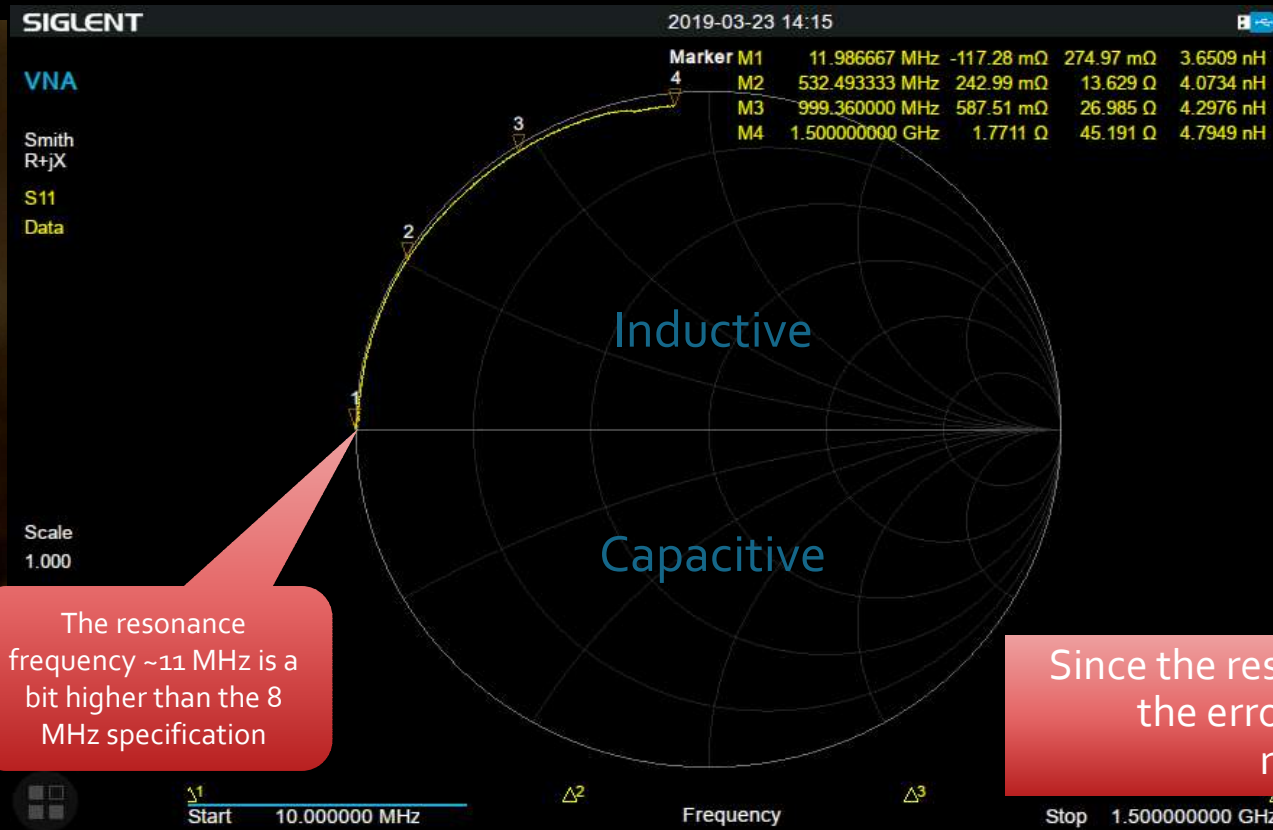 SIGLENT
2019-03-23 14:15
VNA
Smith
R+jX
S11
Data
Marker M1 11.986667 MHz -117.28 mΩ 274.97 mΩ 3.6509 nH
M2 532.493333 MHz 242.99 mΩ 13.629 Ω 4.0734 nH
M3 999.360000 MHz 587.51 mΩ 26.985 Ω 4.2976 nH
M4 1.500000000 GHz 1.7711 Ω 45.191 Ω 4.7949 nH
4
3
2
1
Inductive
Capacitive
Scale
1.000
The resonance
frequency ~11 MHz is a
bit higher than the 8
MHz specification
Since the res
the erro
1
2
3
Start 10.000000 MHz
Frequency
Stop 1.500000000 GHz